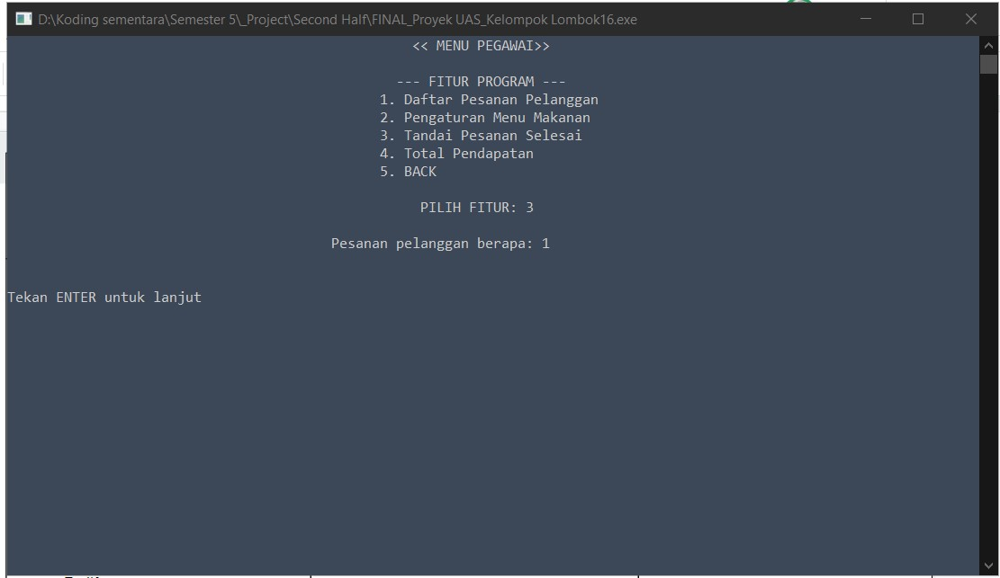 D:\Koding sementara\Semester 5\_Project\Second Half\FINAL_Proyek UAS_Kelompok Lombok16.exe
<< MENU PEGAWAI>>
--- FITUR PROGRAM ---
1. Daftar Pesanan Pelanggan
2. Pengaturan Menu Makanan
3. Tandai Pesanan Selesai
4. Total Pendapatan
5. BACK
PILIH FITUR: 3
Pesanan pelanggan berapa: 1
Tekan ENTER untuk lanjut